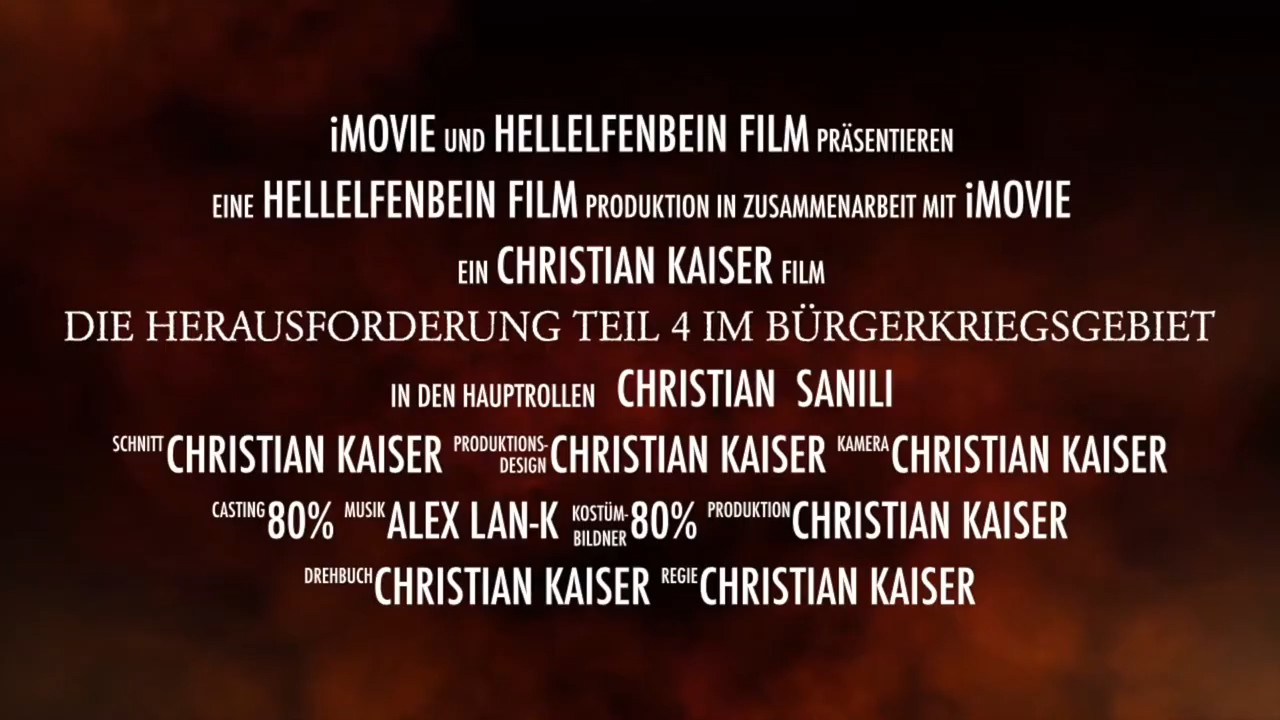 iMOVIE UND HELLELFENBEIN FILM PRÄSENTIEREN
EINE HELLELFENBEIN FILM PRODUKTION IN ZUSAMMENARBEIT MIT iMOVIE
EIN CHRISTIAN KAISER FILM
DIE HERAUSFORDERUNG TEIL 4 IM BÜRGERKRIEGSGEBIET
IN DEN HAUPTROLLEN CHRISTIAN SANILI
SCHNITT CHRISTIAN KAISER PRODUKTIONS-DESIGN CHRISTIAN KAISER KAMERA CHRISTIAN KAISER
CASTING 80% MUSIK ALEX LAN-K KOSTÜM-BILDNER 80% PRODUKTION CHRISTIAN KAISER
DREHBUCH CHRISTIAN KAISER REGIE CHRISTIAN KAISER